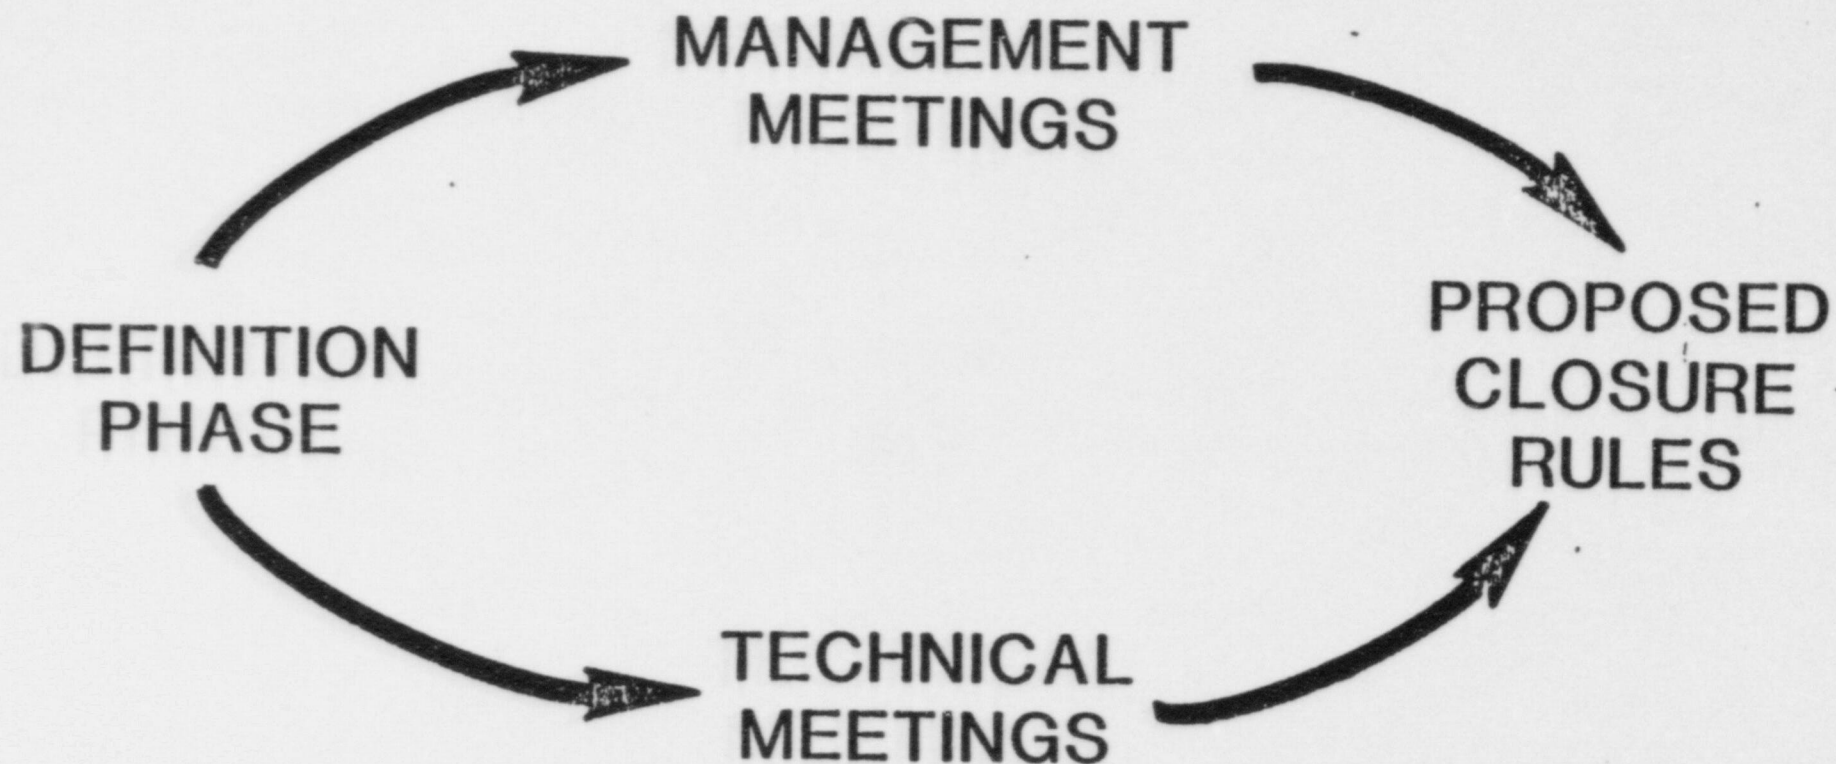 MANAGEMENT
MEETINGS
DEFINITION
PHASE
PROPOSED
CLOSURE
RULES
TECHNICAL
MEETINGS